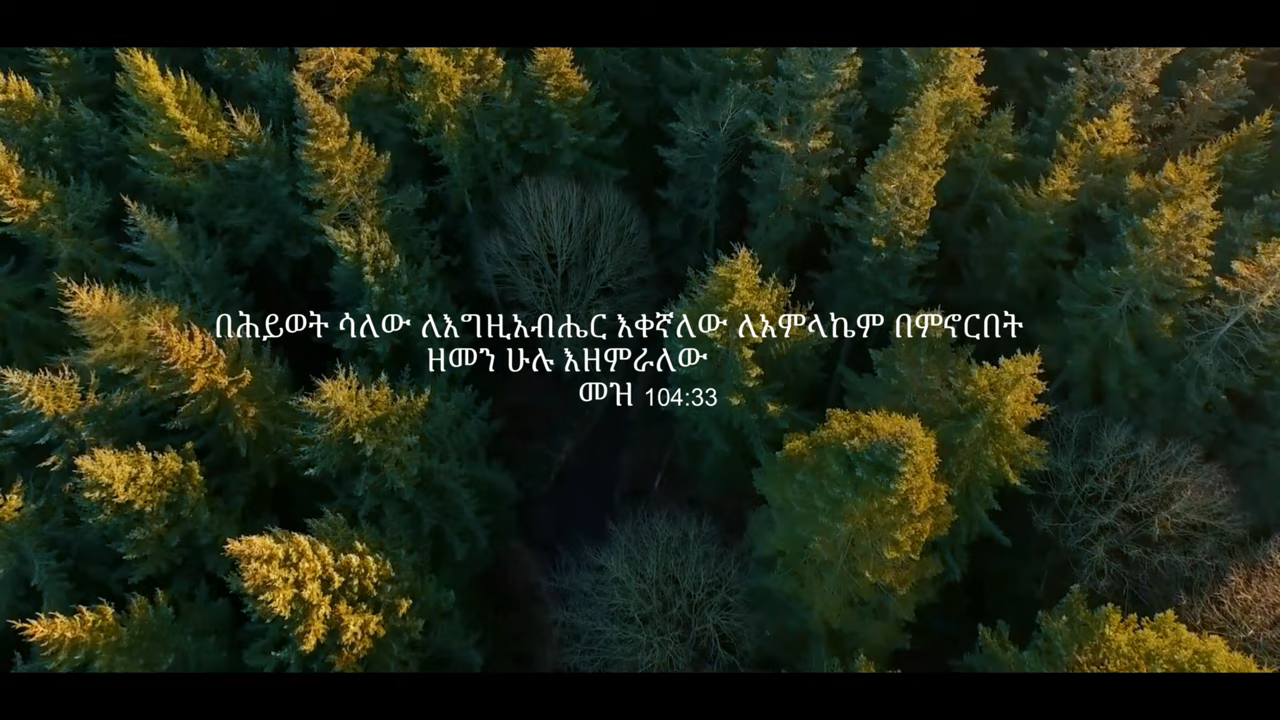 በሕይወት ሳለው ለእግዚአብሔር እቀኛለው ለአምላኬም በምኖርበት
ዘመን ሁሉ እዘምራለው
መዝ 104:33